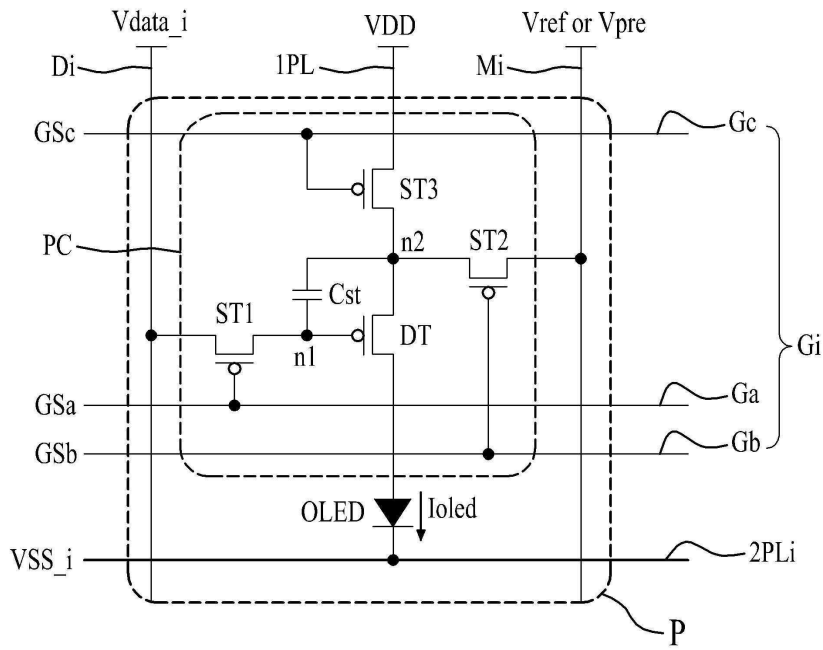 Vdata_i VDD Vref or Vpre
Di 1PL Mi
GSc Gc
ST3
PC n2 ST2
Cst
ST1
n1 DT Gi
GSa Ga
GSb Gb
OLED Ioled
VSS_i 2PLi
P